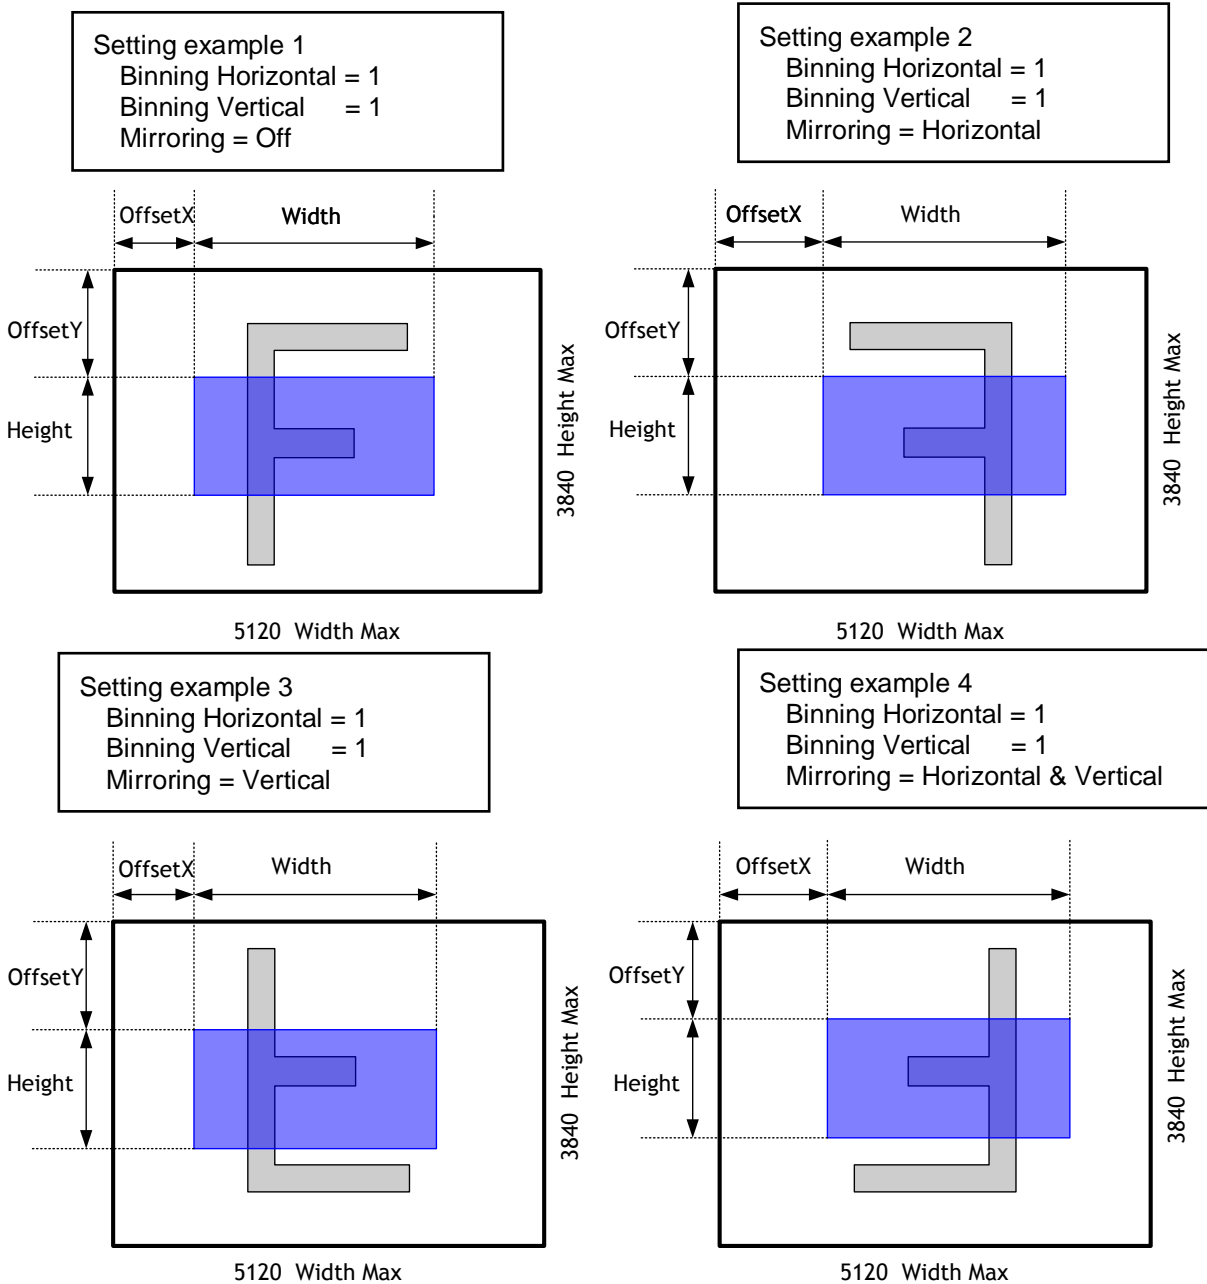 Setting example 1
Binning Horizontal = 1
Binning Vertical = 1
Mirroring = Off
Setting example 2
Binning Horizontal = 1
Binning Vertical = 1
Mirroring = Horizontal
OffsetX
Width
OffsetY
Height
3840 Height Max
5120 Width Max
OffsetX
Width
OffsetY
Height
3840 Height Max
5120 Width Max
Setting example 3
Binning Horizontal = 1
Binning Vertical = 1
Mirroring = Vertical
Setting example 4
Binning Horizontal = 1
Binning Vertical = 1
Mirroring = Horizontal & Vertical
OffsetX
Width
OffsetY
Height
3840 Height Max
5120 Width Max
OffsetX
Width
OffsetY
Height
3840 Height Max
5120 Width Max